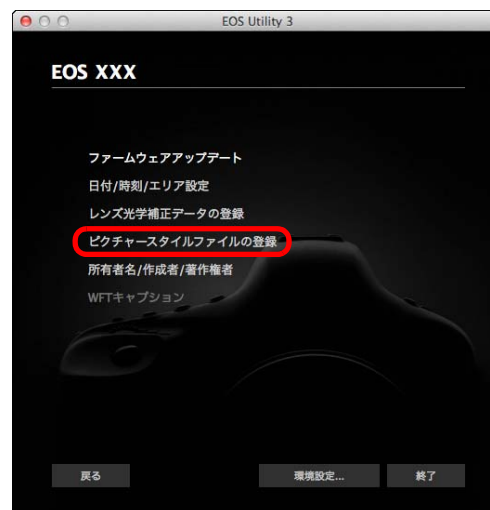 EOS Utility 3
EOS XXX
ファームウェアアップデート
日付/時刻/エリア設定
レンズ光学補正データの登録
ピクチャースタイルファイルの登録
所有者名/作成者/著作権者
WFTキャプション
戻る 環境設定... 終了